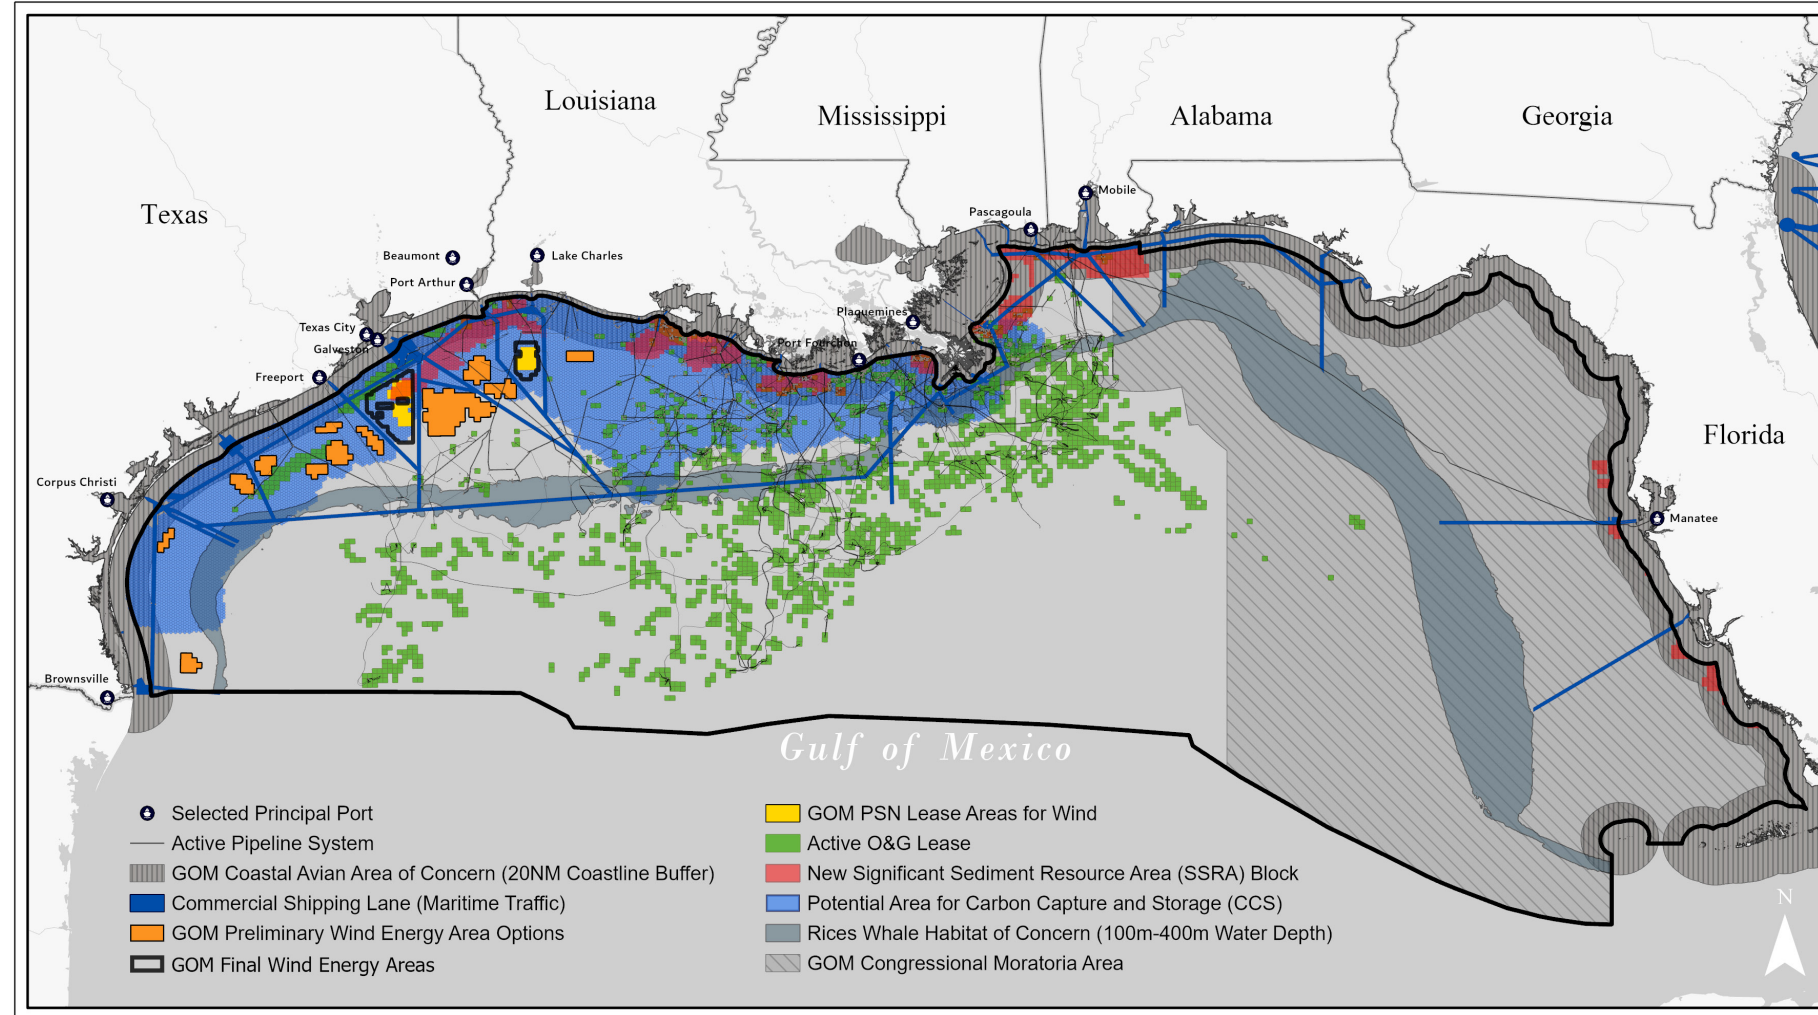 Louisiana
Mississippi
Alabama
Georgia
Texas
Mobile
Pascagoula
Beaumont
Lake Charles
Port Arthur
Plaquemines
Texas City
Galveston
Port Fourchon
Freeport
Florida
Corpus Christi
Manatee
Brownsville
Gulf of Mexico
Selected Principal Port
Active Pipeline System
GOM Coastal Avian Area of Concern (20NM Coastline Buffer)
Commercial Shipping Lane (Maritime Traffic)
GOM Preliminary Wind Energy Area Options
GOM Final Wind Energy Areas
GOM PSN Lease Areas for Wind
Active O&G Lease
New Significant Sediment Resource Area (SSRA) Block
Potential Area for Carbon Capture and Storage (CCS)
Rices Whale Habitat of Concern (100m-400m Water Depth)
GOM Congressional Moratoria Area
N